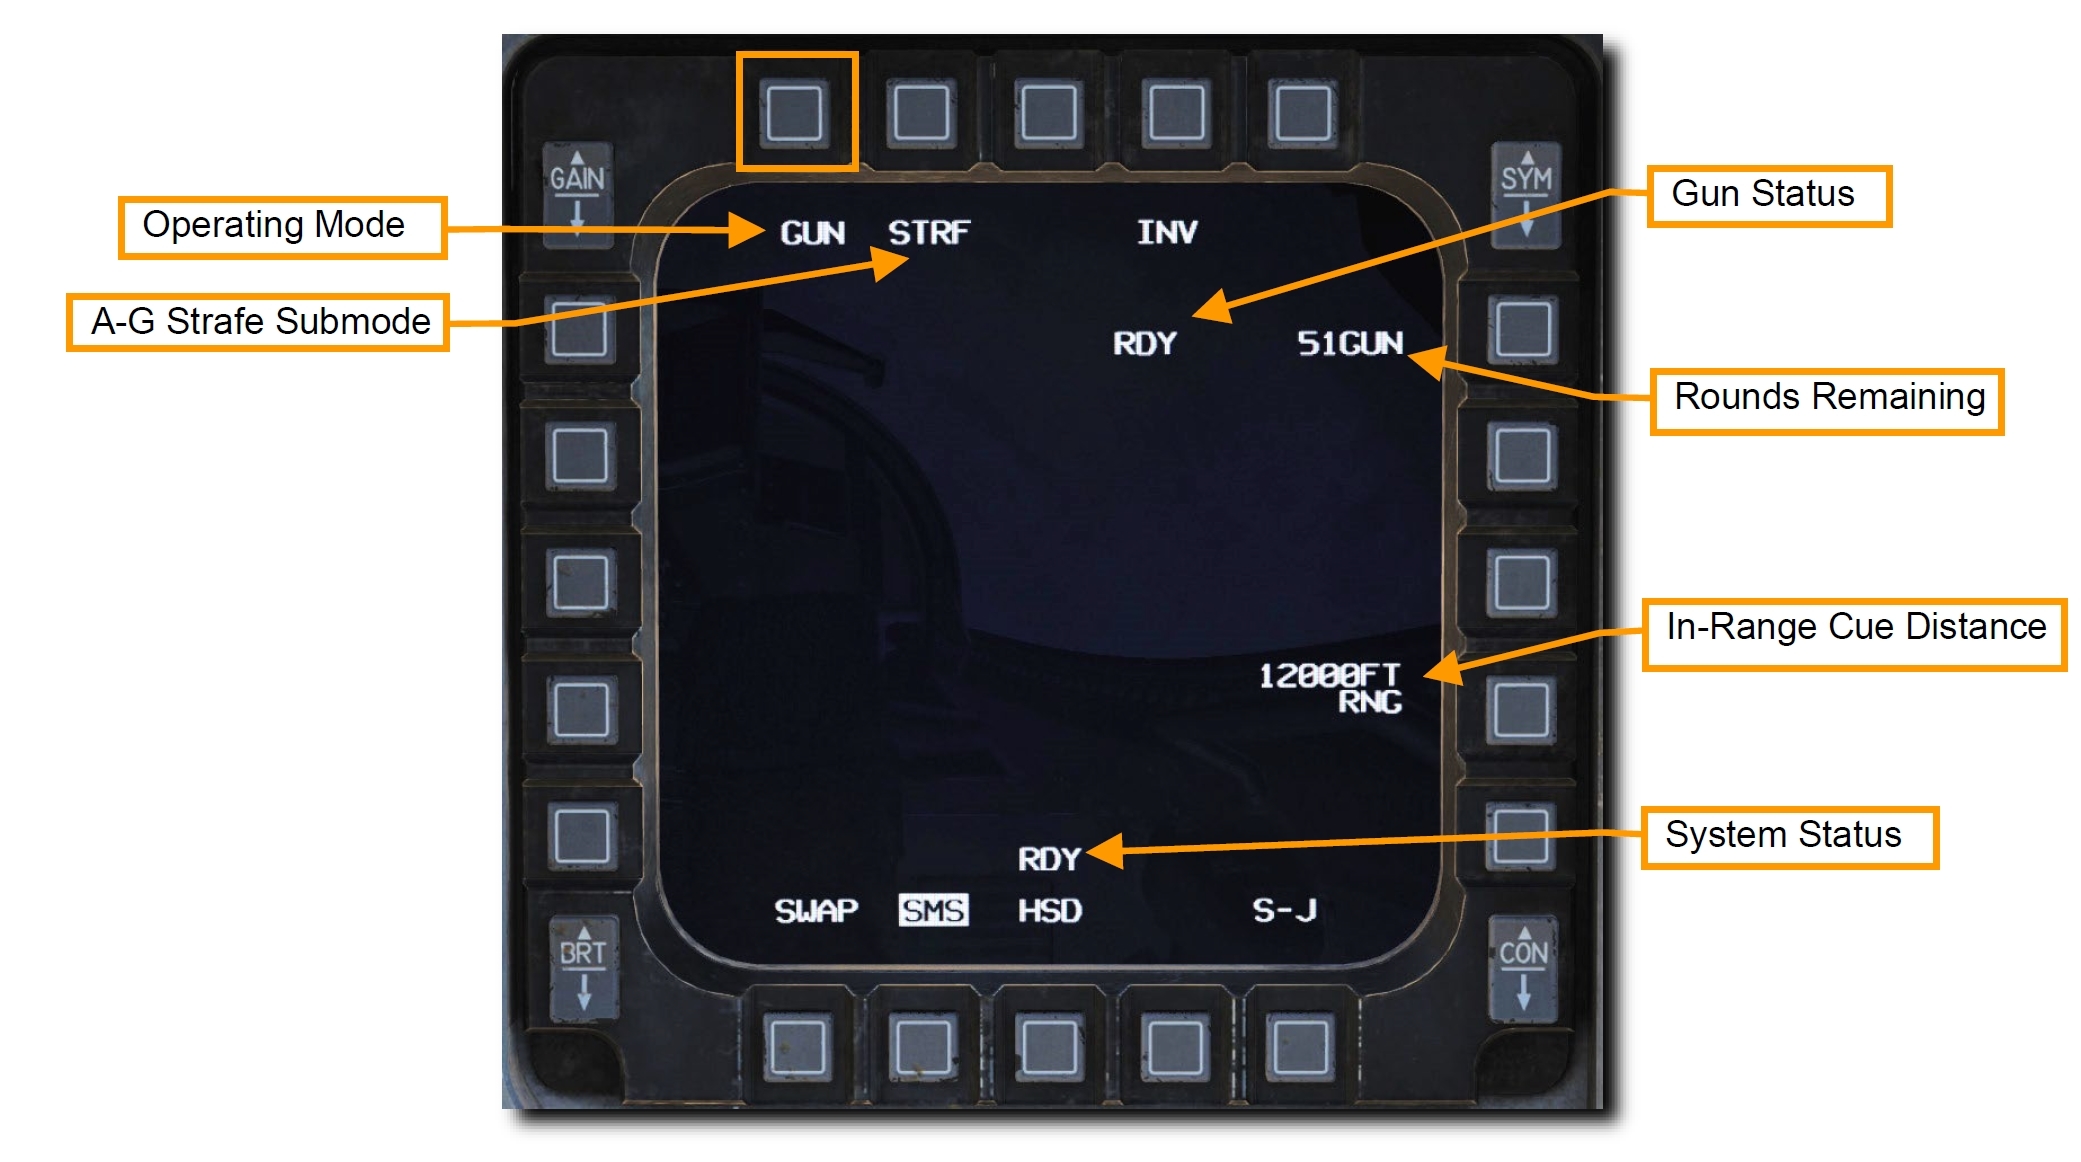 GAIN
SYM
Gun Status
Operating Mode
GUN STRF INV
A-G Strafe Submode
RDY 51GUN
Rounds Remaining
In-Range Cue Distance
12000FT
RNG
System Status
RDY
SWAP SMS HSD S-J
BRT
CON